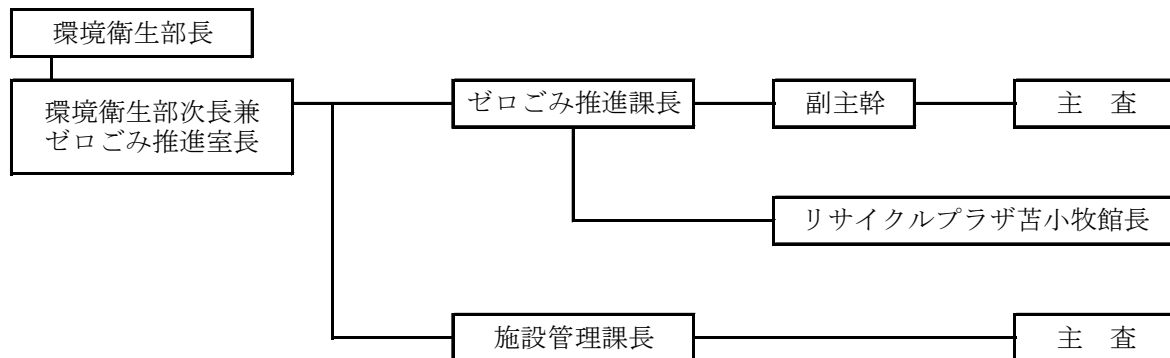 環境衛生部長
環境衛生部次長兼
ゼロごみ推進室長
ゼロごみ推進課長
副主幹
主　査
リサイクルプラザ苫小牧館長
施設管理課長
主　査